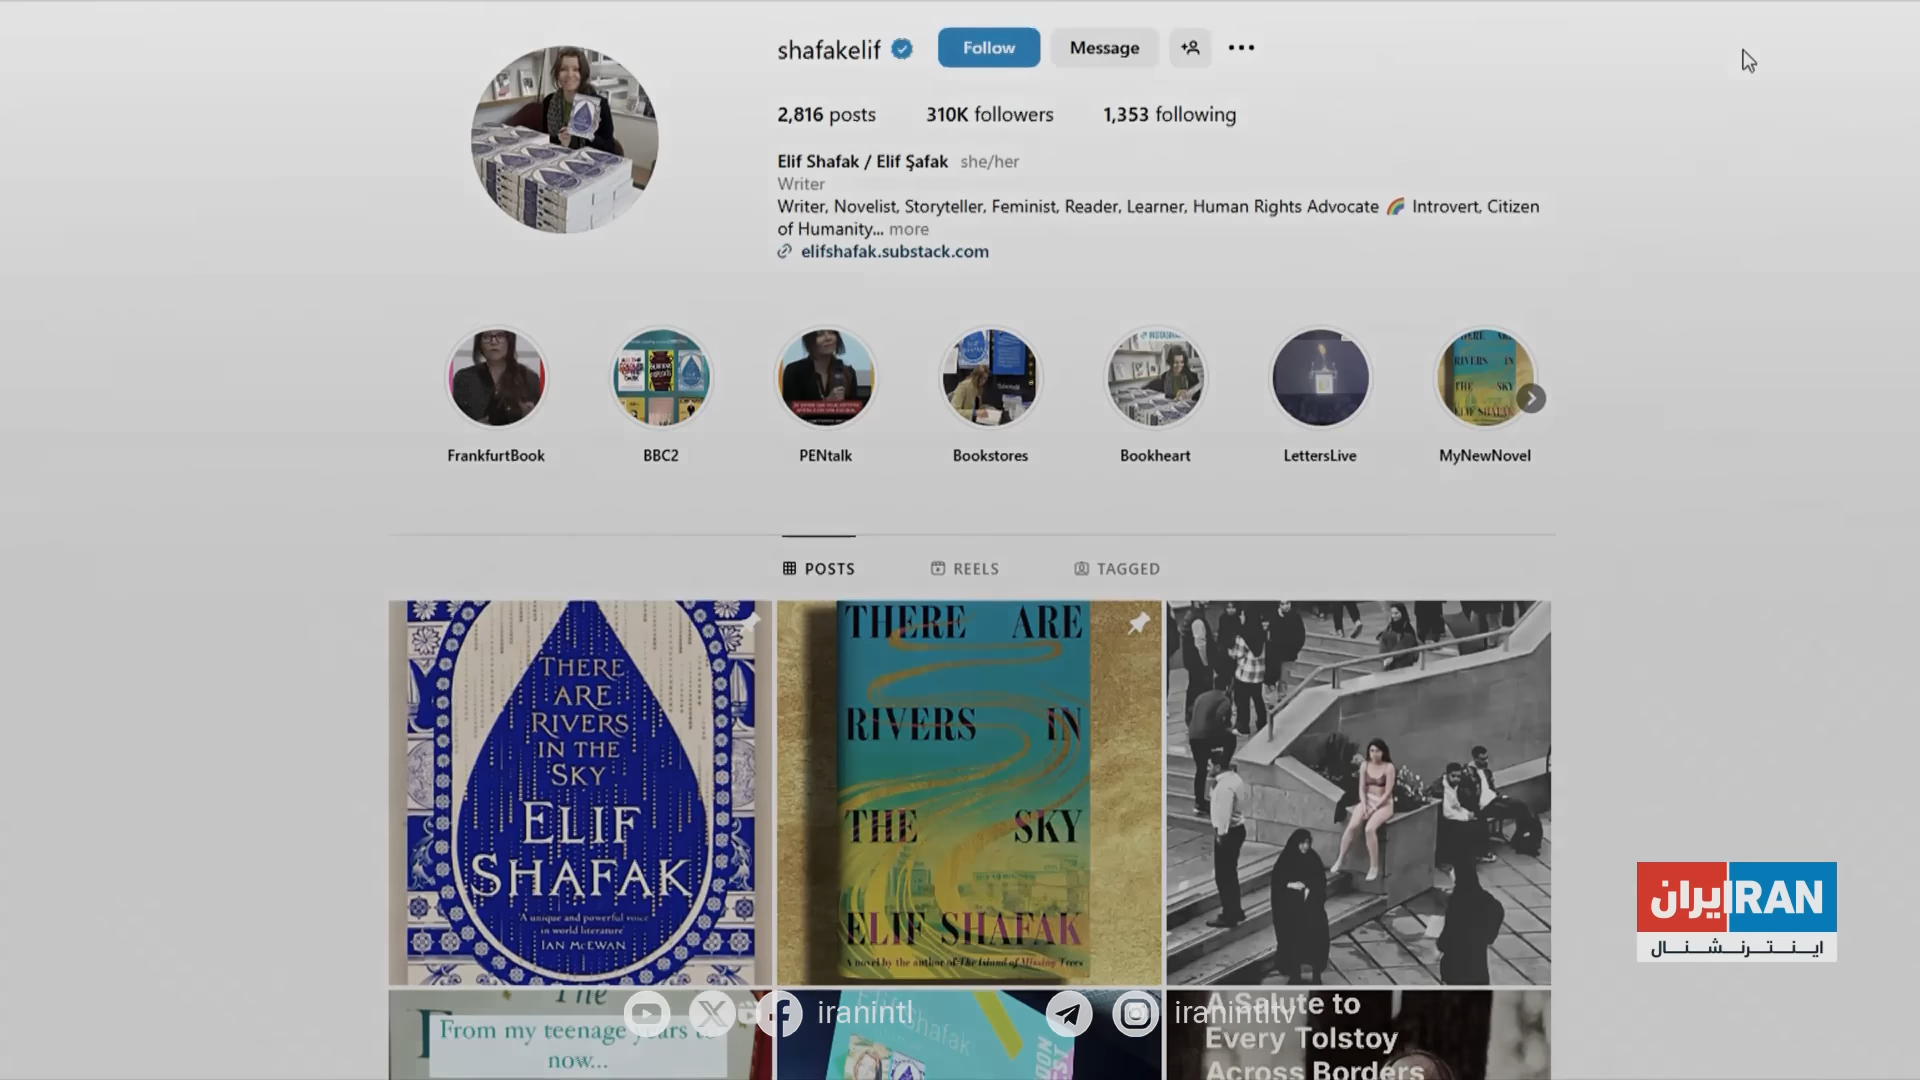 shafakelif
Follow
Message
2,816 posts
310K followers
1,353 following
Elif Shafak / Elif Şafak she/her
Writer
Writer, Novelist, Storyteller, Feminist, Reader, Learner, Human Rights Advocate 🌈 Introvert, Citizen
of Humanity... more
elifshafak.substack.com
FrankfurtBook
BBC2
PENtalk
Bookstores
Bookheart
LettersLive
MyNewNovel
POSTS
REELS
TAGGED
THERE
ARE
RIVERS
IN THE
SKY
ELIF
SHAFAK
'A unique and powerful voice
in world literature'
IAN McEWAN
THERE ARE
RIVERS IN
THE SKY
ELIF SHAFAK
A novel by the author of The Island of Missing Trees
ایران IRAN
اینترنشنال
The
From my teenage years to
now...
Elif Shafak
A Salute to
Every Tolstoy
Across Borders
iranintl
iranintltv